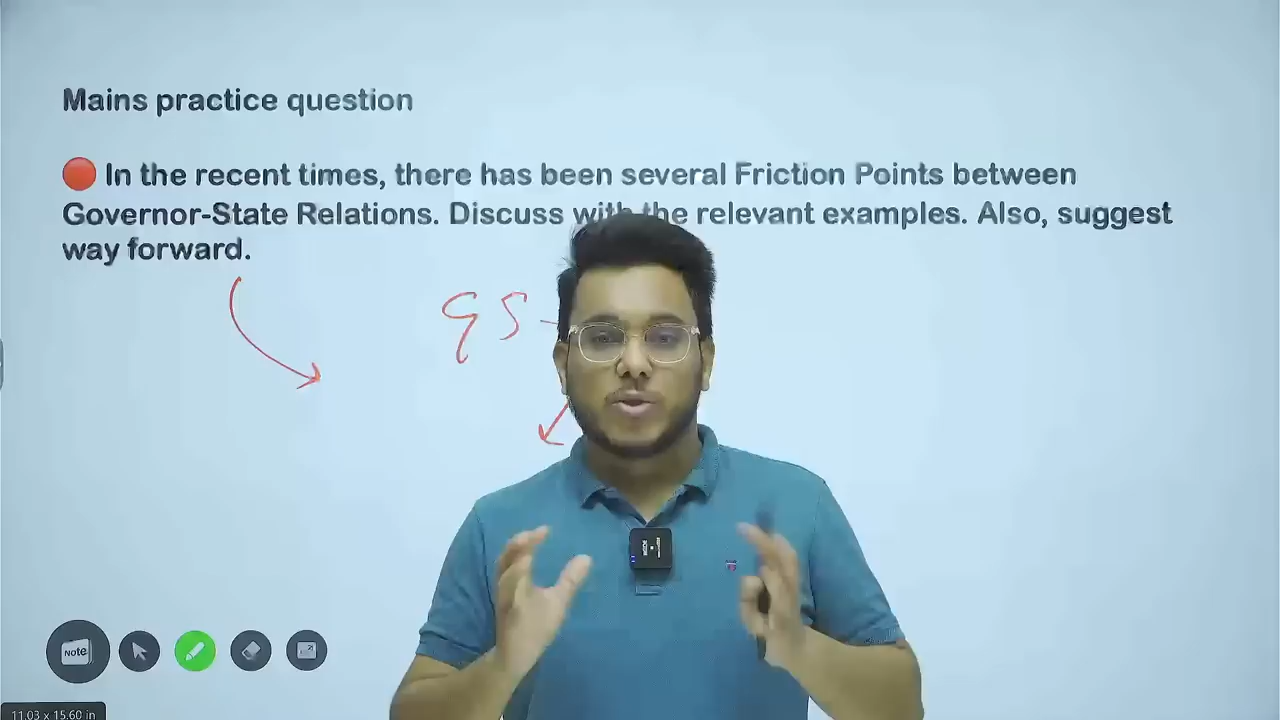 Mains practice question
In the recent times, there has been several Friction Points between
Governor-State Relations. Discuss with the relevant examples. Also, suggest
way forward.
GS-
Note
11.03 x 15.60 in